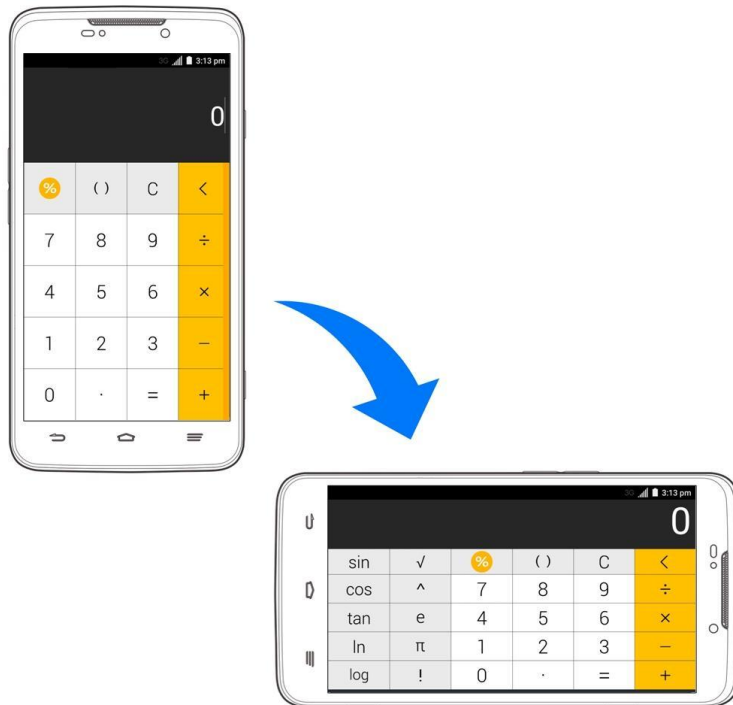 3G 3:13 pm
0
% ( ) C <
7 8 9 ÷
4 5 6 ×
1 2 3 −
0 · = +
3G 3:13 pm
0
sin √ % ( ) C <
cos ^ 7 8 9 ÷
tan e 4 5 6 ×
ln π 1 2 3 −
log ! 0 · = +